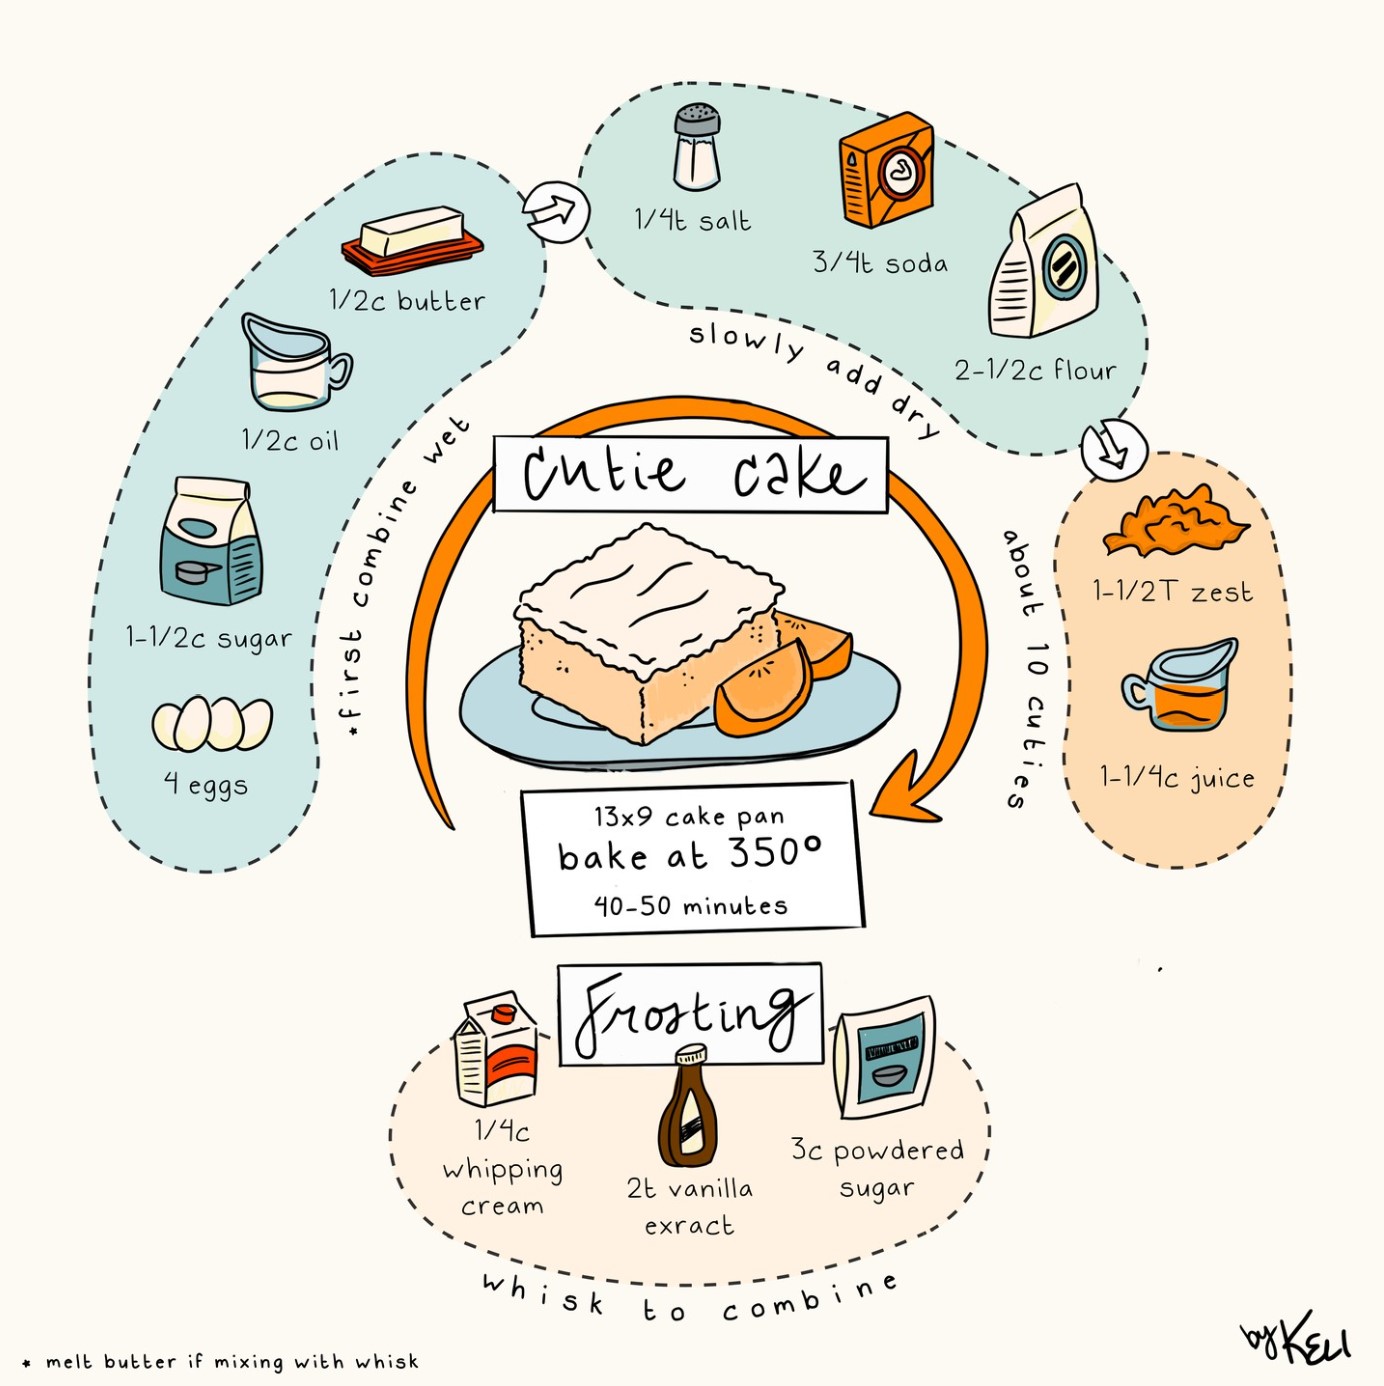 1/2c butter
1/2c oil
1-1/2c sugar
4 eggs
*first combine wet
1/4t salt
3/4t soda
2-1/2c flour
slowly add dry
1-1/2T zest
1-1/4c juice
about 10 cuties
cutie cake
13x9 cake pan
bake at 350°
40-50 minutes
Frosting
1/4c
whipping
cream
2t vanilla
exract
3c powdered
sugar
whisk to combine
* melt butter if mixing with whisk
by KELI